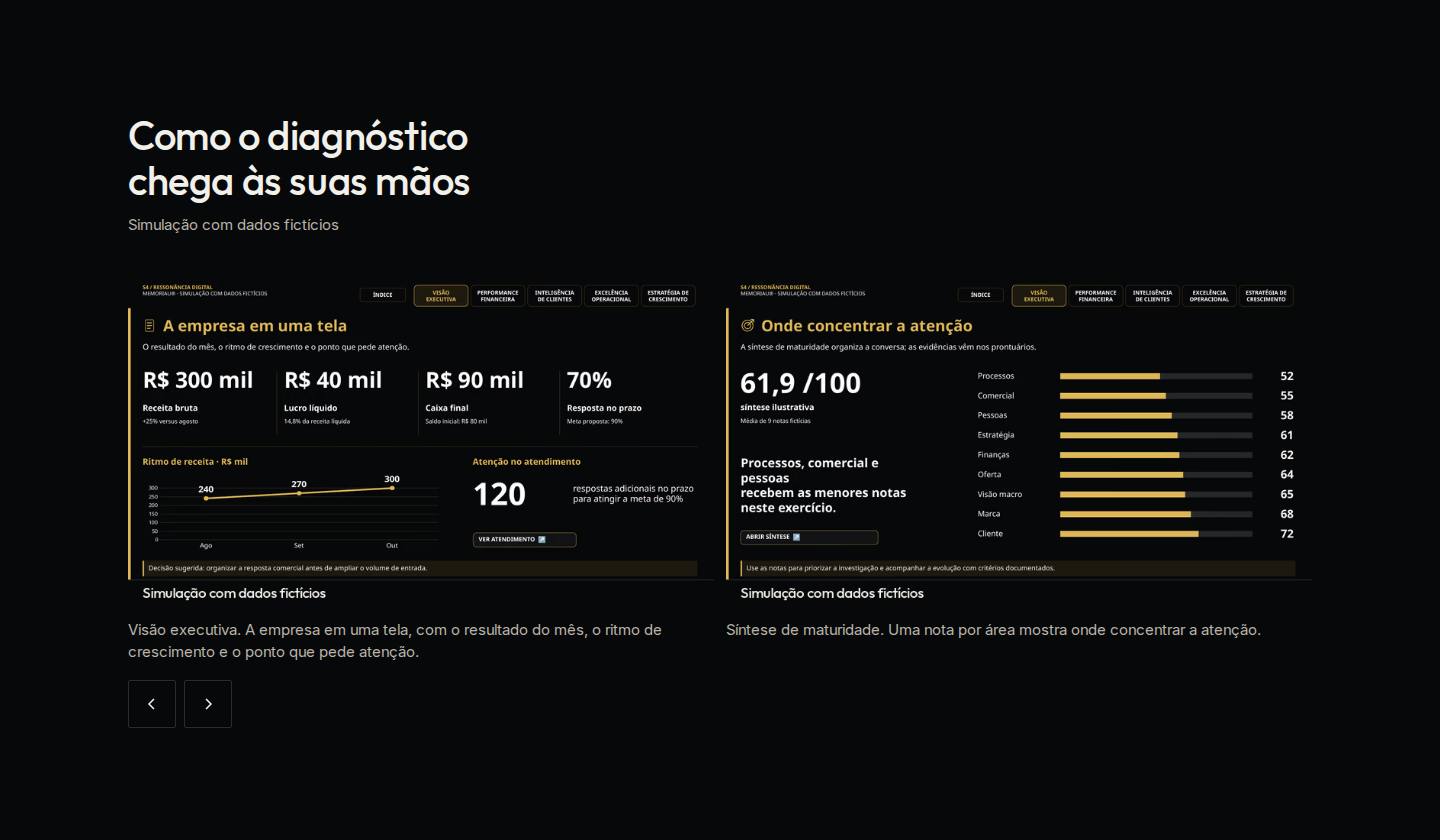 Como o diagnóstico
chega às suas mãos
Simulação com dados fictícios
S4 / RESSONÂNCIA DIGITAL
MEMORIAL® · SIMULAÇÃO COM DADOS FICTÍCIOS
ÍNDICE
VISÃO
EXECUTIVA
PERFORMANCE
FINANCEIRA
INTELIGÊNCIA
DE CLIENTES
EXCELÊNCIA
OPERACIONAL
ESTRATÉGIA DE
CRESCIMENTO
A empresa em uma tela
O resultado do mês, o ritmo de crescimento e o ponto que pede atenção.
R$ 300 mil
Receita bruta
+25% versus agosto
R$ 40 mil
Lucro líquido
14,8% da receita líquida
R$ 90 mil
Caixa final
Saldo inicial: R$ 80 mil
70%
Resposta no prazo
Meta proposta: 90%
Ritmo de receita · R$ mil
300
250
200
150
100
50
0
240
270
300
Ago
Set
Out
Atenção no atendimento
120
respostas adicionais no prazo
para atingir a meta de 90%
VER ATENDIMENTO ↗
Decisão sugerida: organizar a resposta comercial antes de ampliar o volume de entrada.
Simulação com dados fictícios
Visão executiva. A empresa em uma tela, com o resultado do mês, o ritmo de
crescimento e o ponto que pede atenção.
S4 / RESSONÂNCIA DIGITAL
MEMORIAL® · SIMULAÇÃO COM DADOS FICTÍCIOS
ÍNDICE
VISÃO
EXECUTIVA
PERFORMANCE
FINANCEIRA
INTELIGÊNCIA
DE CLIENTES
EXCELÊNCIA
OPERACIONAL
ESTRATÉGIA DE
CRESCIMENTO
Onde concentrar a atenção
A síntese de maturidade organiza a conversa; as evidências vêm nos prontuários.
61,9 /100
síntese ilustrativa
Média de 9 notas fictícias
Processos, comercial e
pessoas
recebem as menores notas
neste exercício.
ABRIR SÍNTESE ↗
Processos 52
Comercial 55
Pessoas 58
Estratégia 61
Finanças 62
Oferta 64
Visão macro 65
Marca 68
Cliente 72
Use as notas para priorizar a investigação e acompanhar a evolução com critérios documentados.
Simulação com dados fictícios
Síntese de maturidade. Uma nota por área mostra onde concentrar a atenção.